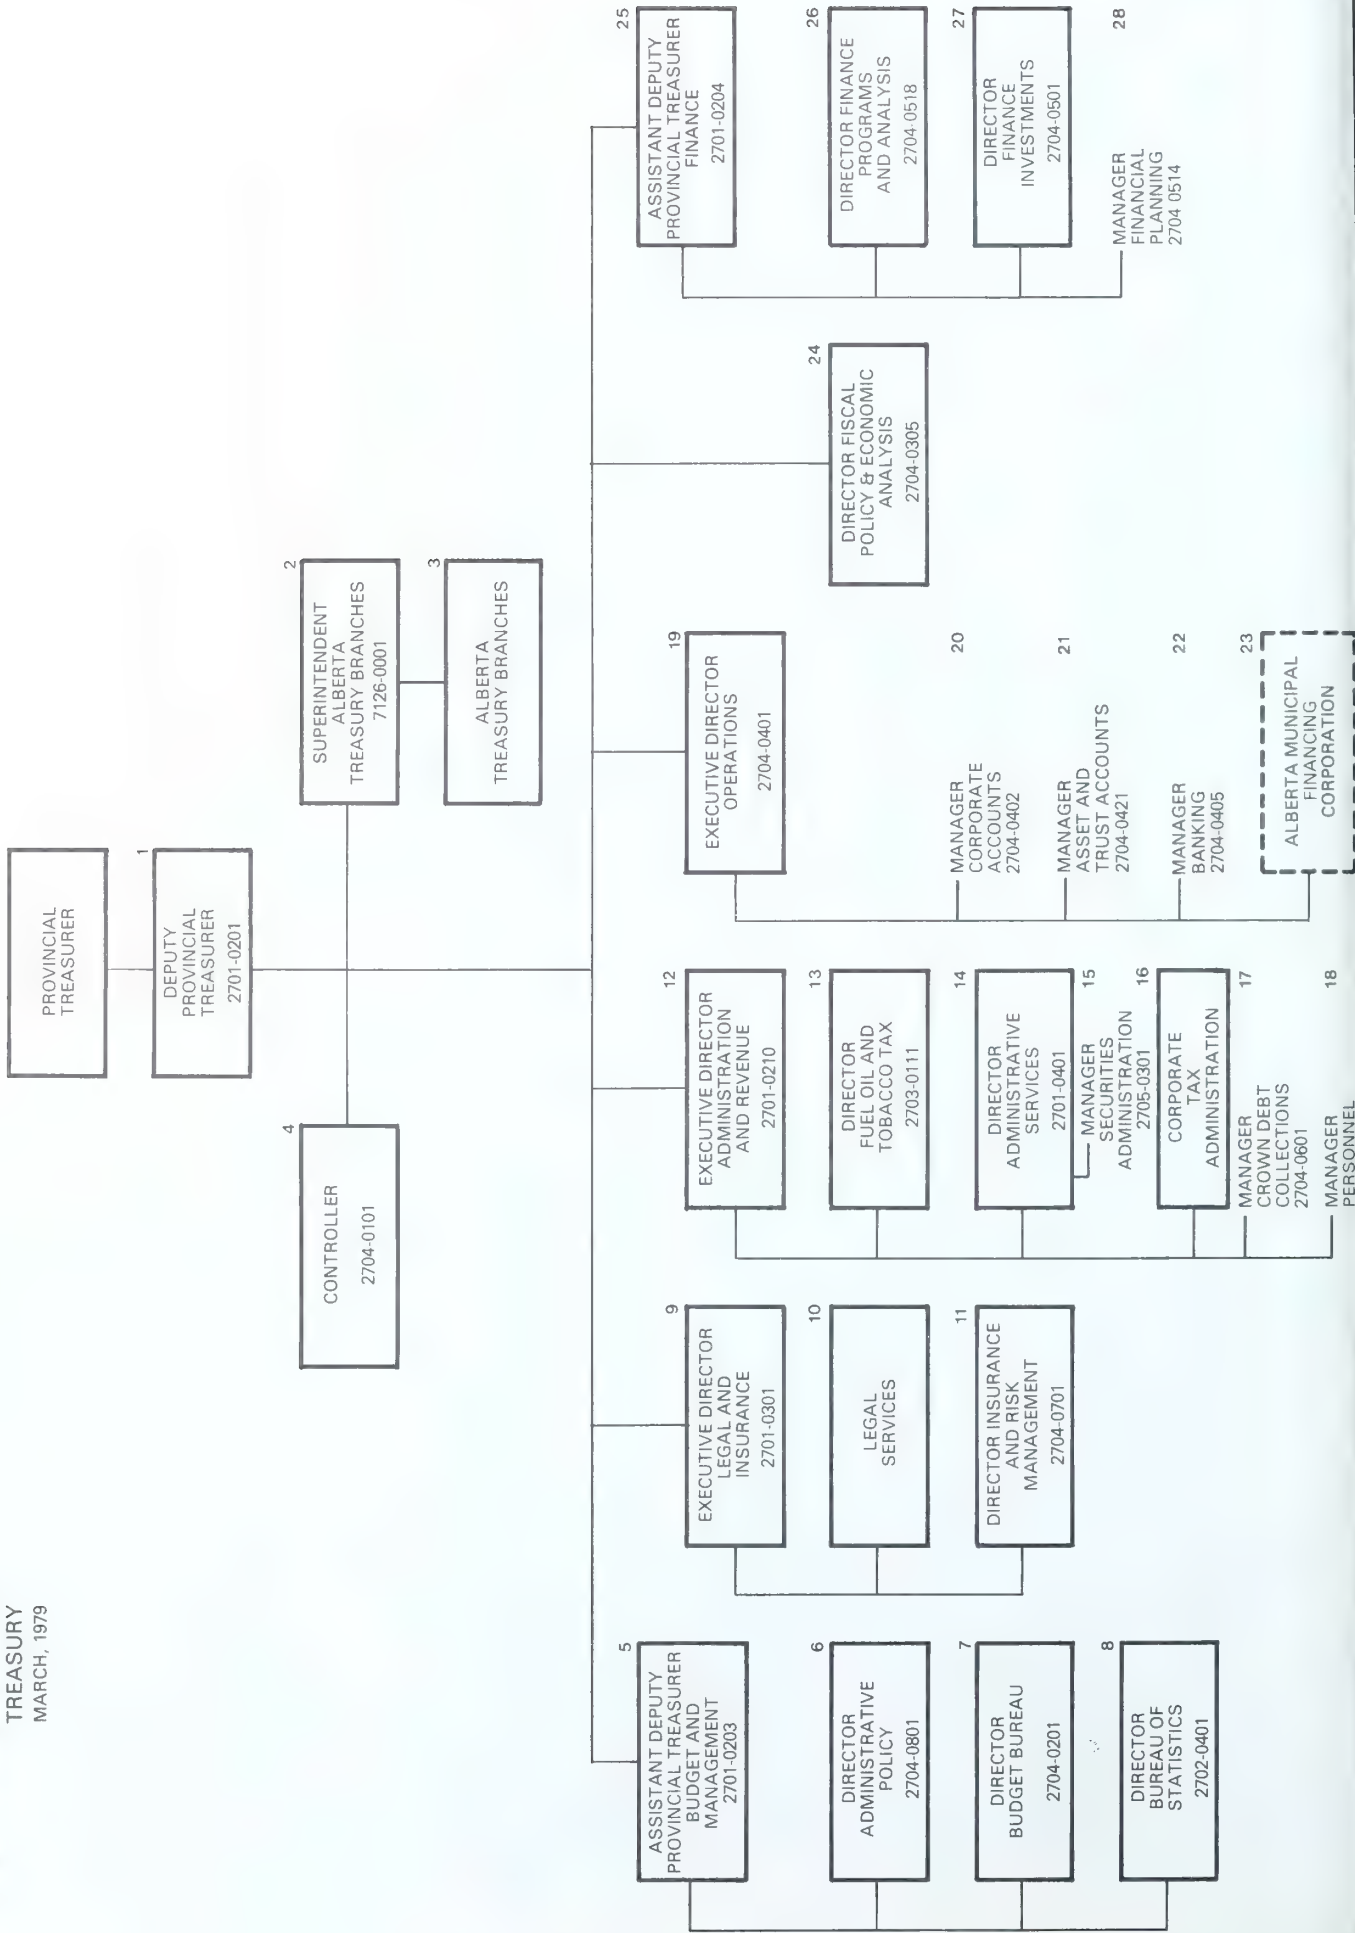 TREASURY
MARCH, 1979
PROVINCIAL
TREASURER
1
DEPUTY
PROVINCIAL
TREASURER
2701-0201
2
SUPERINTENDENT
ALBERTA
TREASURY BRANCHES
7126-0001
3
ALBERTA
TREASURY BRANCHES
4
CONTROLLER
2704-0101
5
ASSISTANT DEPUTY
PROVINCIAL TREASURER
BUDGET AND
MANAGEMENT
2701-0203
6
DIRECTOR
ADMINISTRATIVE
POLICY
2704-0801
7
DIRECTOR
BUDGET BUREAU
2704-0201
8
DIRECTOR
BUREAU OF
STATISTICS
2702-0401
9
EXECUTIVE DIRECTOR
LEGAL AND
INSURANCE
2701-0301
10
LEGAL
SERVICES
11
DIRECTOR INSURANCE
AND RISK
MANAGEMENT
2704-0701
12
EXECUTIVE DIRECTOR
ADMINISTRATION
AND REVENUE
2701-0210
13
DIRECTOR
FUEL OIL AND
TOBACCO TAX
2703-0111
14
DIRECTOR
ADMINISTRATIVE
SERVICES
2701-0401
15
MANAGER
SECURITIES
ADMINISTRATION
2705-0301
16
CORPORATE
TAX
ADMINISTRATION
17
MANAGER
CROWN DEBT
COLLECTIONS
2704-0601
18
MANAGER
PERSONNEL
19
EXECUTIVE DIRECTOR
OPERATIONS
2704-0401
20
MANAGER
CORPORATE
ACCOUNTS
2704-0402
21
MANAGER
ASSET AND
TRUST ACCOUNTS
2704-0421
22
MANAGER
BANKING
2704-0405
23
ALBERTA MUNICIPAL
FINANCING
CORPORATION
24
DIRECTOR FISCAL
POLICY & ECONOMIC
ANALYSIS
2704-0305
25
ASSISTANT DEPUTY
PROVINCIAL TREASURER
FINANCE
2701-0204
26
DIRECTOR FINANCE
PROGRAMS
AND ANALYSIS
2704-0518
27
DIRECTOR
FINANCE
INVESTMENTS
2704-0501
28
MANAGER
FINANCIAL
PLANNING
2704 0514